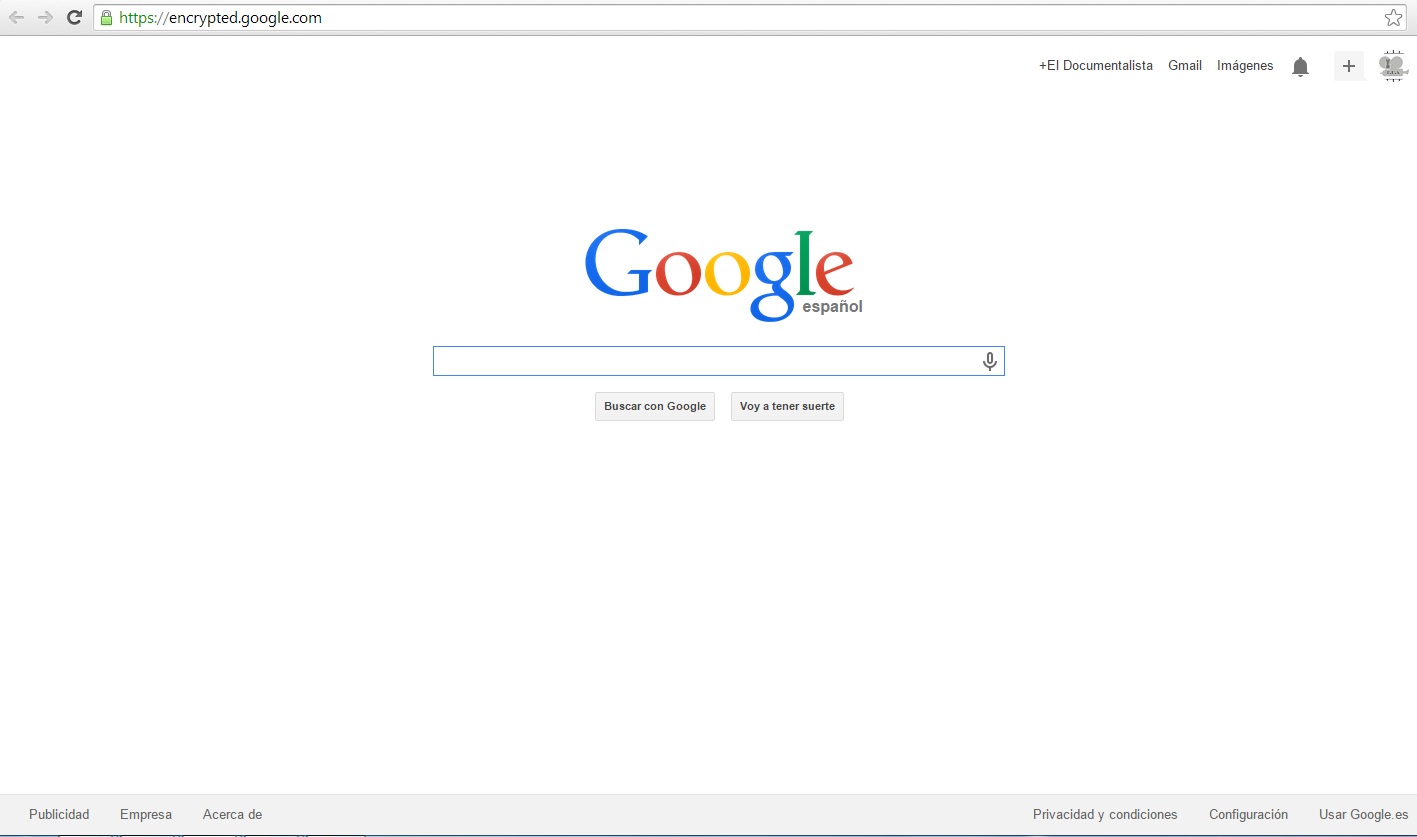 https://encrypted.google.com
+El Documentalista Gmail Imágenes
Google
español
Buscar con Google Voy a tener suerte
Publicidad Empresa Acerca de Privacidad y condiciones Configuración Usar Google.es